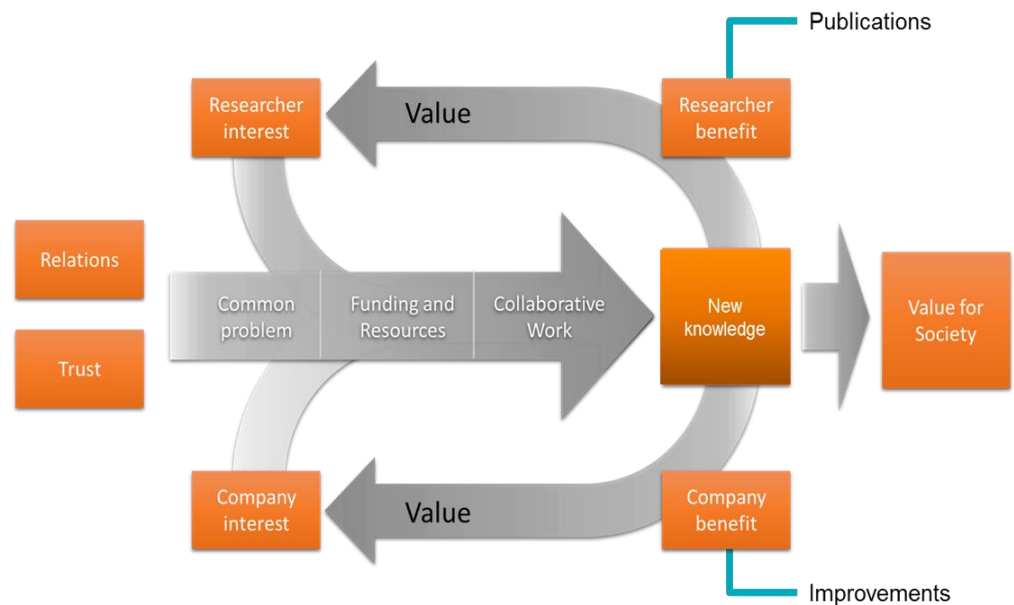 Publications
Researcher
interest
Value
Researcher
benefit
Relations
Trust
Common
problem
Funding and
Resources
Collaborative
Work
New
knowledge
Value for
Society
Company
interest
Value
Company
benefit
Improvements